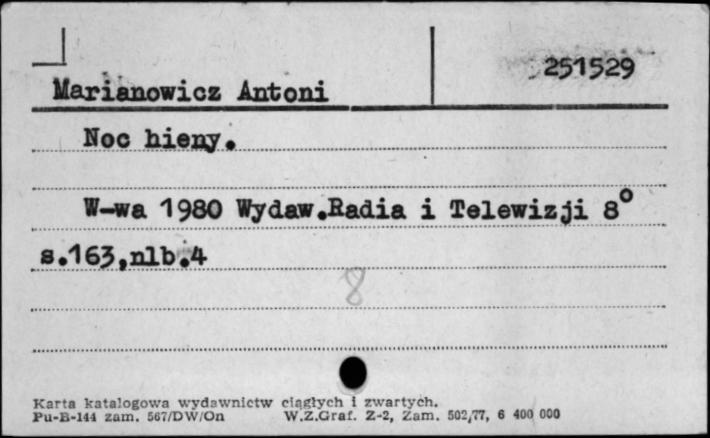 251529
Marianowicz Antoni
Noc hieny.
W-wa 1980 Wydaw.Radia i Telewizji 8°
s.163,nlb.4
8
Karta katalogowa wydawnictw ciągłych i zwartych.
Pu-B-144 zam. 567/DW/On W.Z.Graf. Z-2, Zam. 502/77, 6 400 000